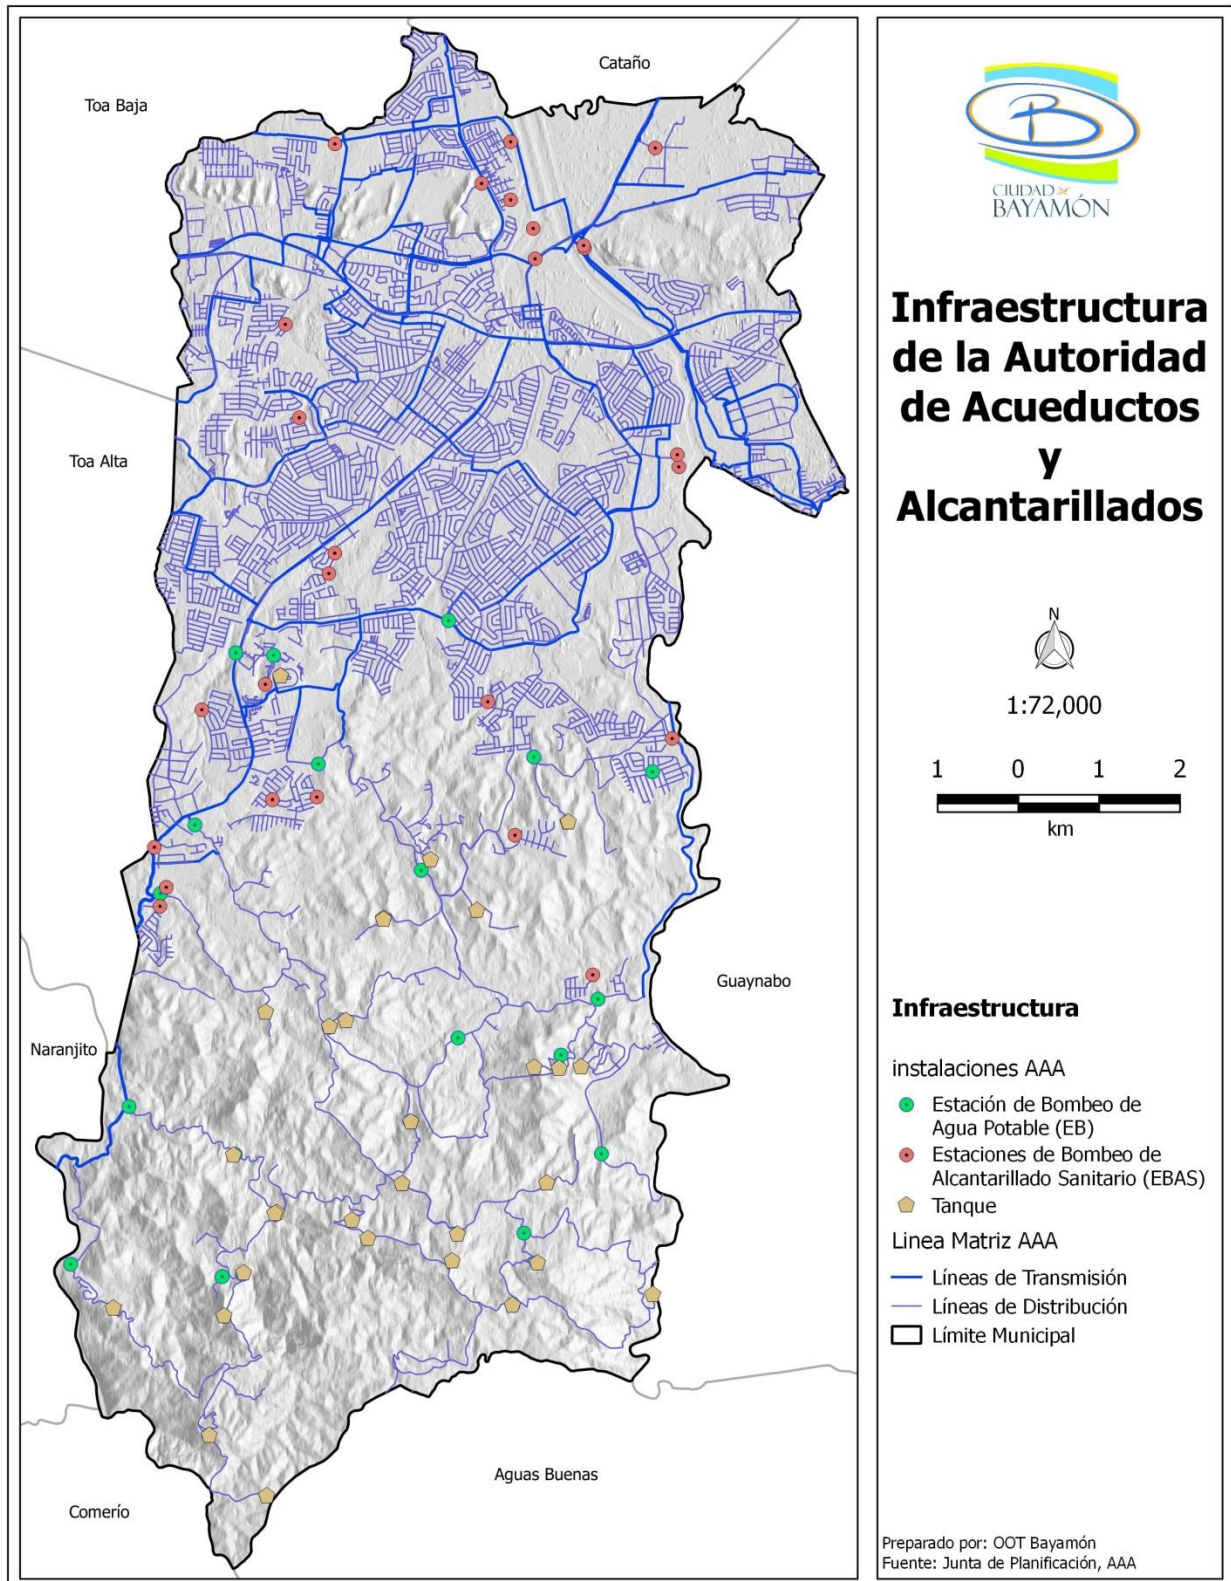 Cataño
Toa Baja
Toa Alta
Guaynabo
Naranjito
Aguas Buenas
Comerío
CIUDAD DE
BAYAMÓN
Infraestructura
de la Autoridad
de Acueductos
y
Alcantarillados
N
1:72,000
1 0 1 2
km
Infraestructura
instalaciones AAA
Estación de Bombeo de
Agua Potable (EB)
Estaciones de Bombeo de
Alcantarillado Sanitario (EBAS)
Tanque
Linea Matriz AAA
Líneas de Transmisión
Líneas de Distribución
Límite Municipal
Preparado por: OOT Bayamón
Fuente: Junta de Planificación, AAA